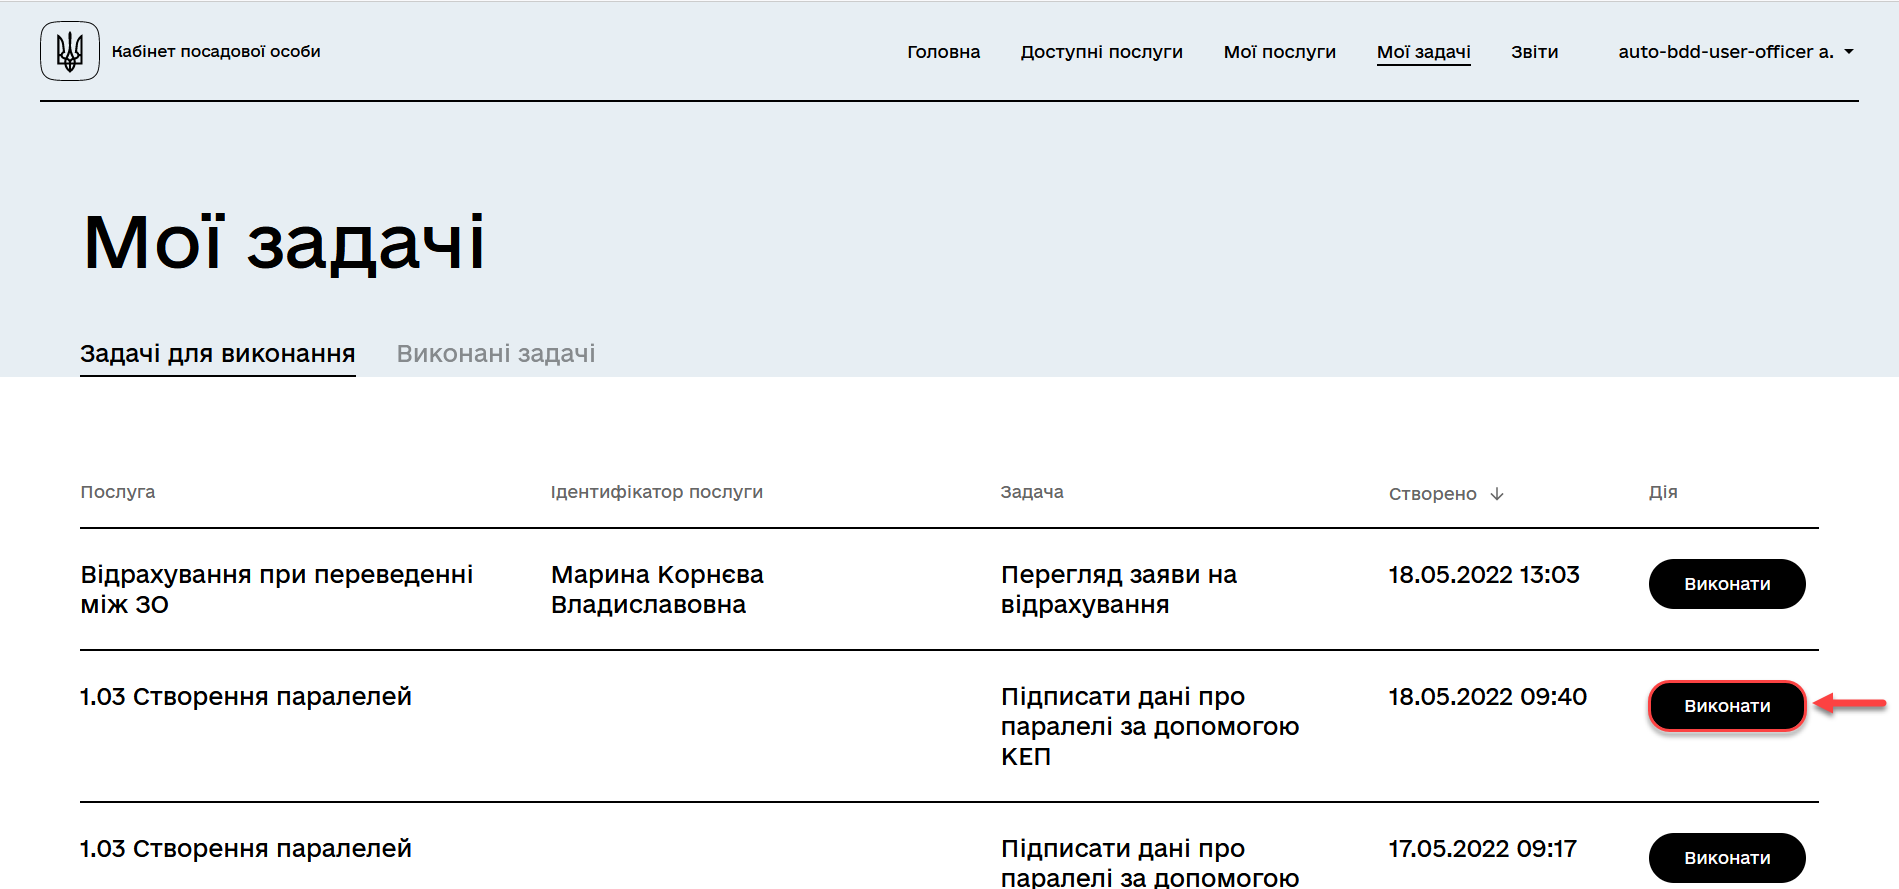 Кабінет посадової особи
Головна
Доступні послуги
Мої послуги
Мої задачі
Звіти
auto-bdd-user-officer a.
Мої задачі
Задачі для виконання
Виконані задачі
Послуга
Ідентифікатор послуги
Задача
Створено
Дія
Відрахування при переведенні
між ЗО
Марина Корнєва
Владиславовна
Перегляд заяви на
відрахування
18.05.2022 13:03
Виконати
1.03 Створення паралелей
Підписати дані про
паралелі за допомогою
КЕП
18.05.2022 09:40
Виконати
1.03 Створення паралелей
Підписати дані про
паралелі за допомогою
17.05.2022 09:17
Виконати